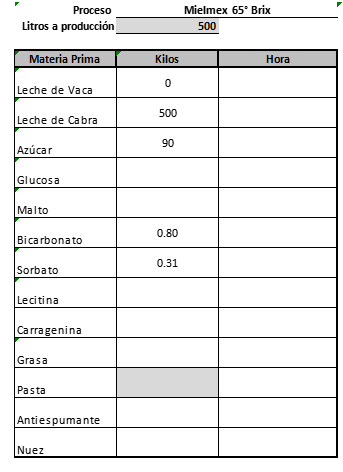 Proceso Mielmex 65° Brix
Litros a producción 500
Materia Prima Kilos Hora
Leche de Vaca 0
Leche de Cabra 500
Azúcar 90
Glucosa
Malto
Bicarbonato 0.80
Sorbato 0.31
Lecitina
Carragenina
Grasa
Pasta
Antiespumante
Nuez